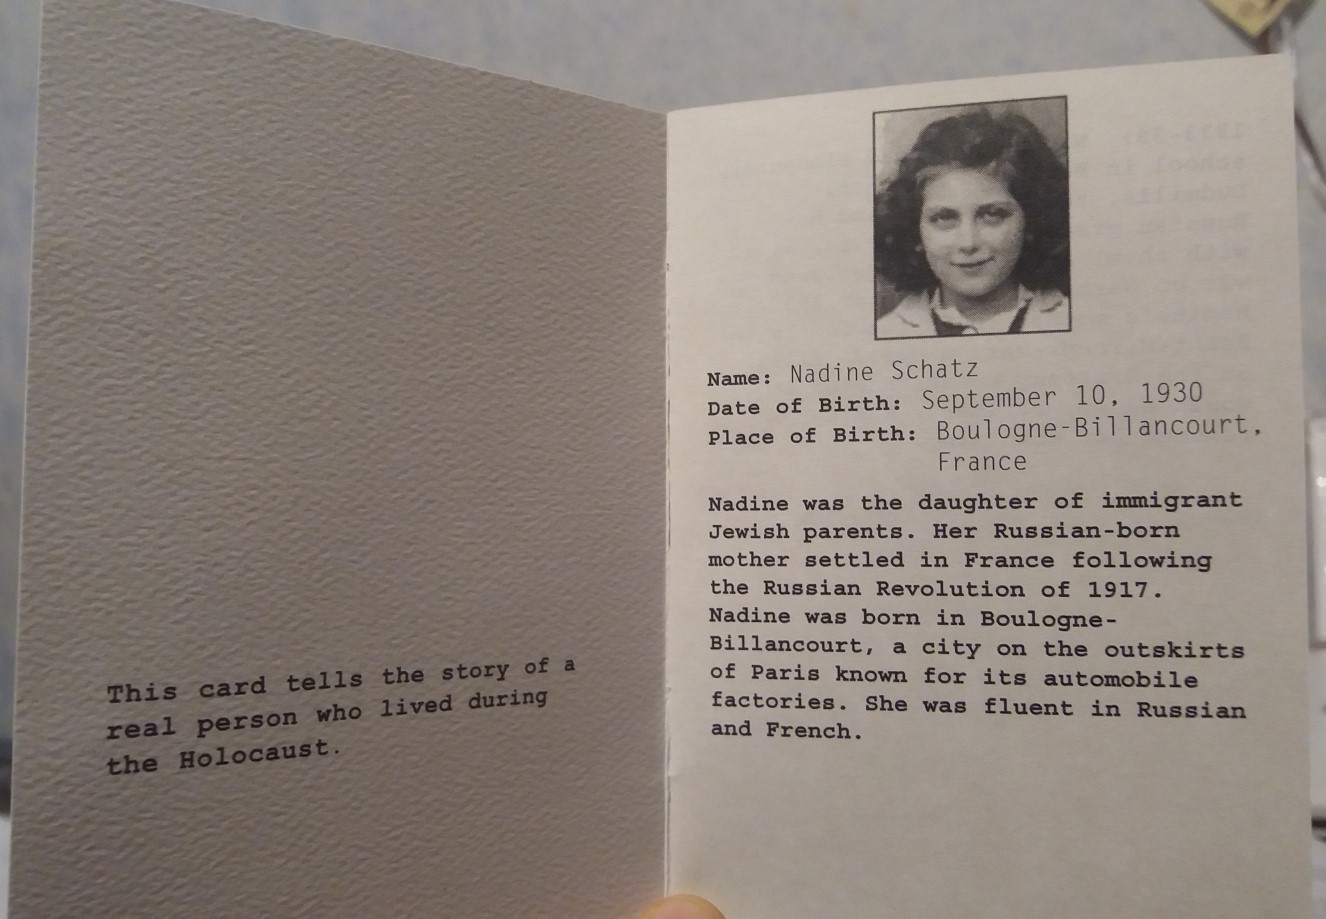 This card tells the story of a
real person who lived during
the Holocaust.
Name: Nadine Schatz
Date of Birth: September 10, 1930
Place of Birth: Boulogne-Billancourt,
France
Nadine was the daughter of immigrant
Jewish parents. Her Russian-born
mother settled in France following
the Russian Revolution of 1917.
Nadine was born in Boulogne-
Billancourt, a city on the outskirts
of Paris known for its automobile
factories. She was fluent in Russian
and French.